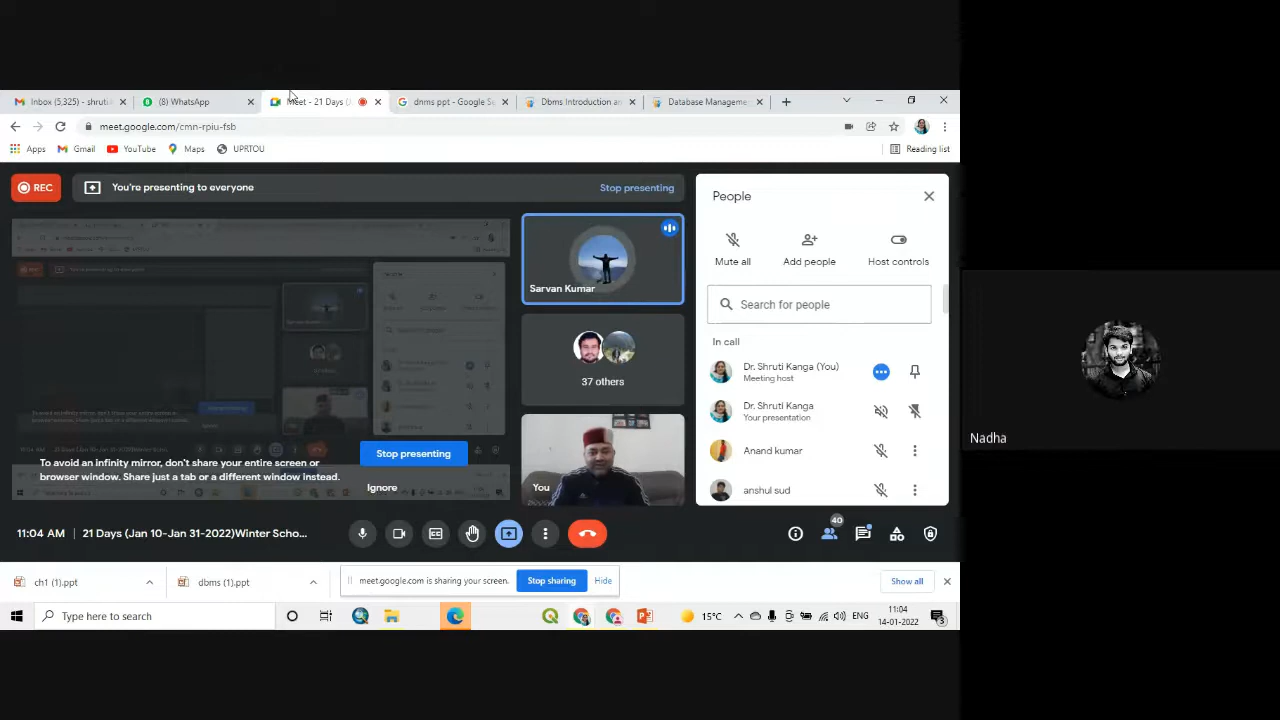 Inbox (5,325) - shruti
(8) WhatsApp
Meet - 21 Days (J
dnms ppt - Google Se
Dbms Introduction an
Database Manageme
meet.google.com/cmn-rpiu-fsb
Apps
Gmail
YouTube
Maps
UPRTOU
Reading list
REC
You're presenting to everyone
Stop presenting
People
Mute all
Add people
Host controls
Search for people
In call
Dr. Shruti Kanga (You)
Meeting host
Dr. Shruti Kanga
Your presentation
Anand kumar
anshul sud
Sarvan Kumar
37 others
You
To avoid an infinity mirror, don't share your entire screen or
browser window. Share just a tab or a different window instead.
Stop presenting
Ignore
11:04 AM | 21 Days (Jan 10-Jan 31-2022)Winter Scho...
40
ch1 (1).ppt
dbms (1).ppt
meet.google.com is sharing your screen.
Stop sharing
Hide
Show all
Type here to search
15°C
ENG
11:04
14-01-2022
3
Nadha